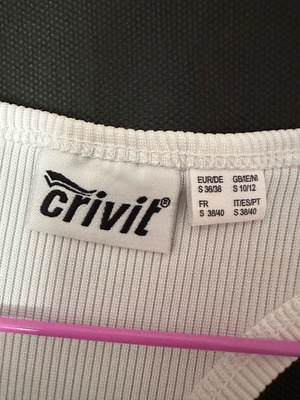 crivit®
EUR/DE GB/IE/NI
S 36/38 S 10/12
FR IT/ES/PT
S 38/40 S 38/40